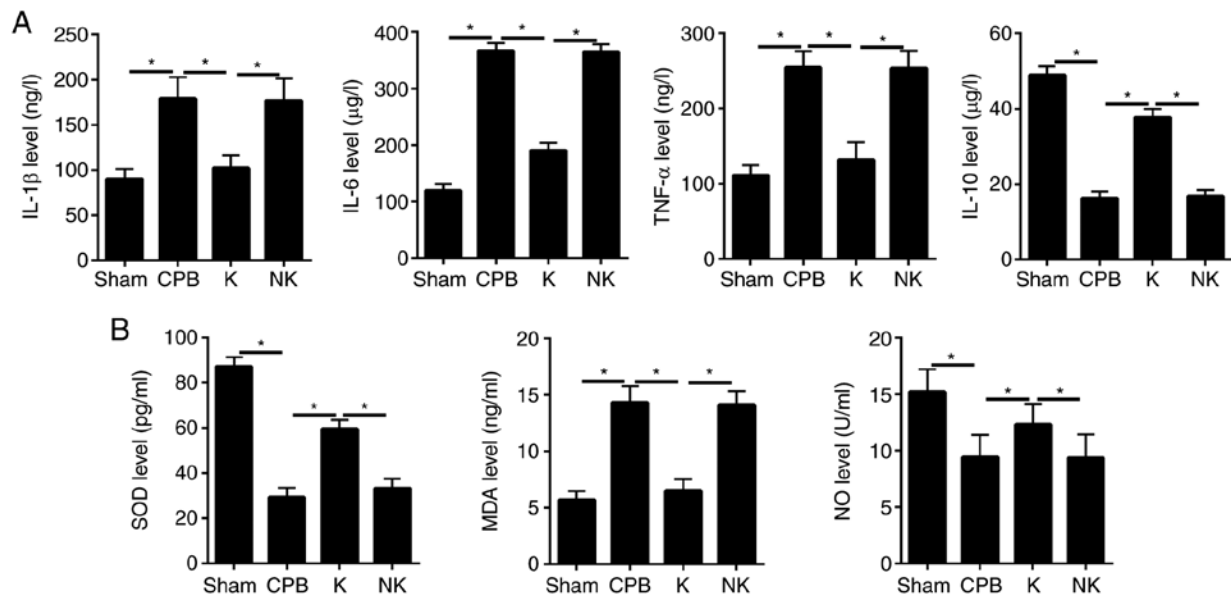 A
IL-1β level (ng/l)
250
200
150
100
50
0
Sham CPB K NK
* * *
IL-6 level (μg/l)
400
300
200
100
0
Sham CPB K NK
* * *
TNF-α level (ng/l)
300
200
100
0
Sham CPB K NK
* * *
IL-10 level (μg/l)
60
40
20
0
Sham CPB K NK
* * *
B
SOD level (pg/ml)
100
80
60
40
20
0
Sham CPB K NK
* * *
MDA level (ng/ml)
20
15
10
5
0
Sham CPB K NK
* * *
NO level (U/ml)
20
15
10
5
0
Sham CPB K NK
* * *